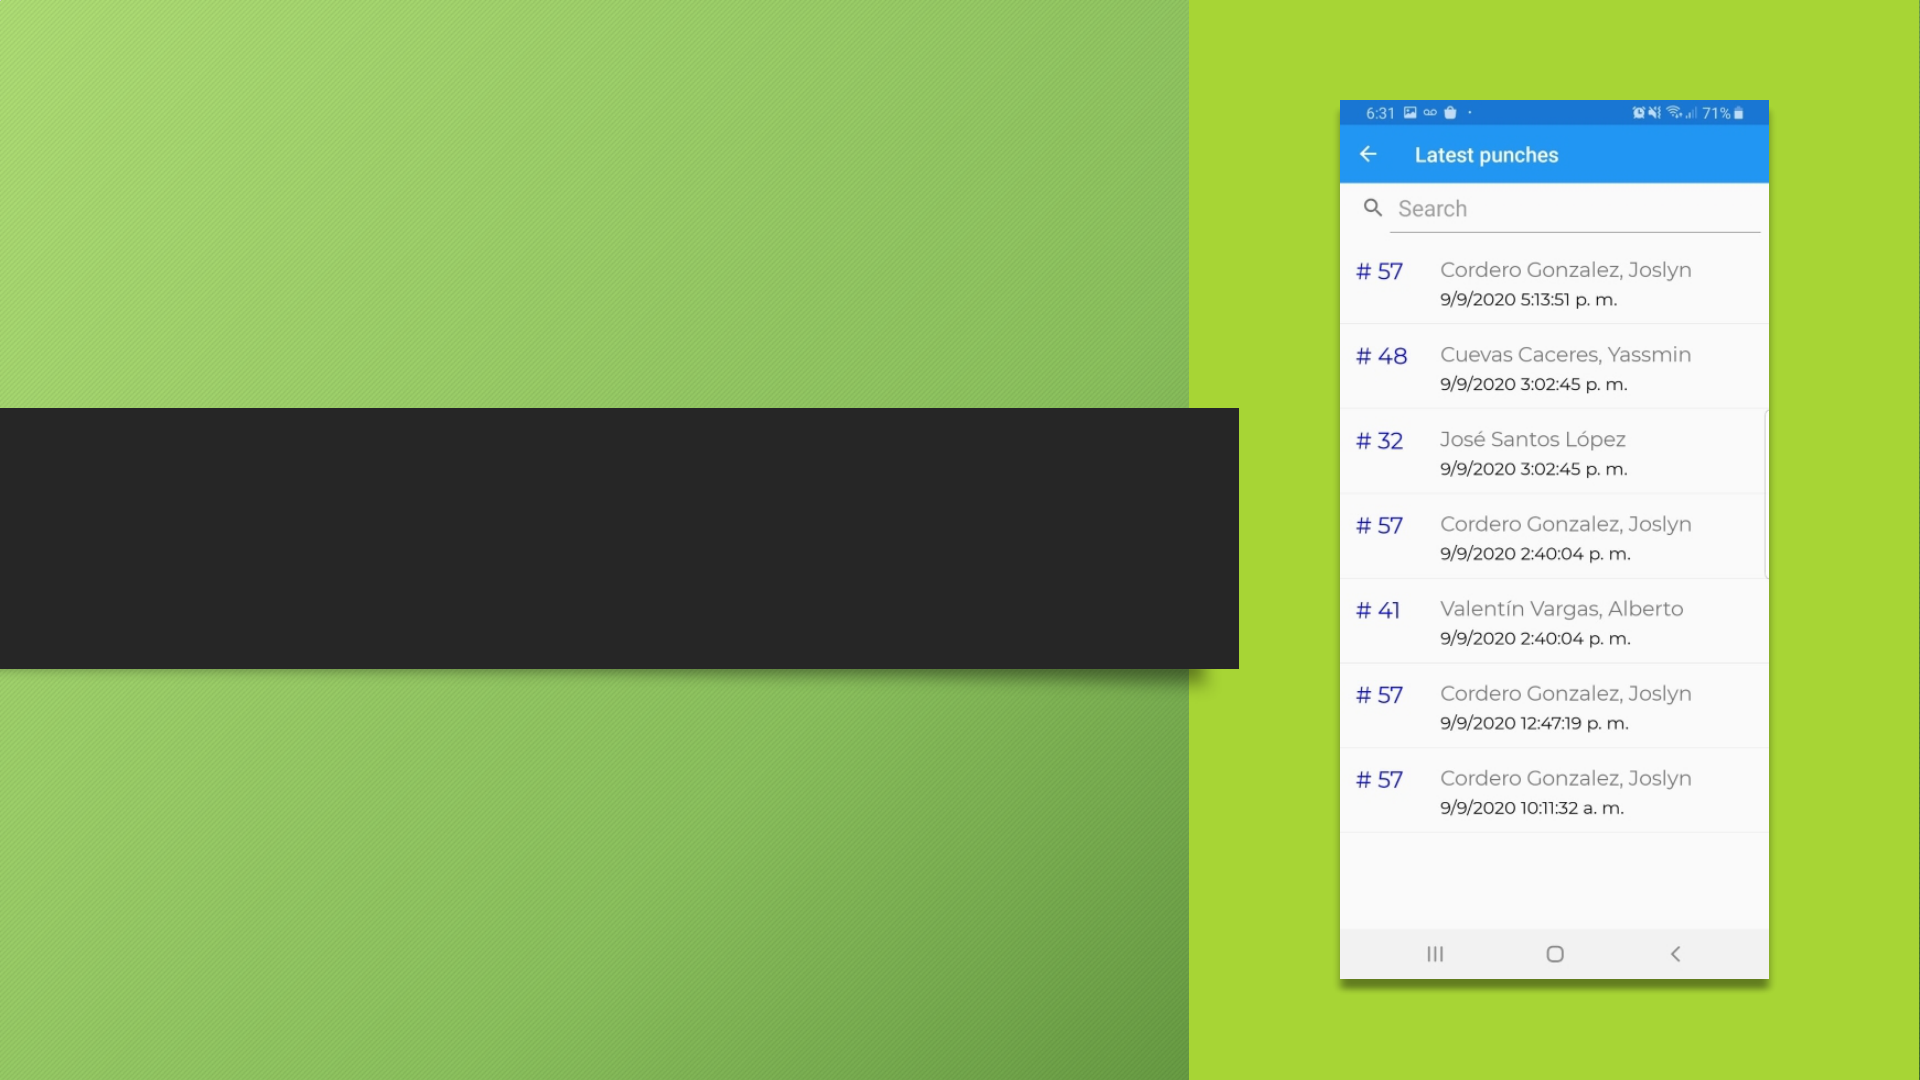 6:31
71%
Latest punches
Search
# 57
Cordero Gonzalez, Joslyn
9/9/2020 5:13:51 p. m.
# 48
Cuevas Caceres, Yassmin
9/9/2020 3:02:45 p. m.
# 32
José Santos López
9/9/2020 3:02:45 p. m.
# 57
Cordero Gonzalez, Joslyn
9/9/2020 2:40:04 p. m.
# 41
Valentín Vargas, Alberto
9/9/2020 2:40:04 p. m.
# 57
Cordero Gonzalez, Joslyn
9/9/2020 12:47:19 p. m.
# 57
Cordero Gonzalez, Joslyn
9/9/2020 10:11:32 a. m.